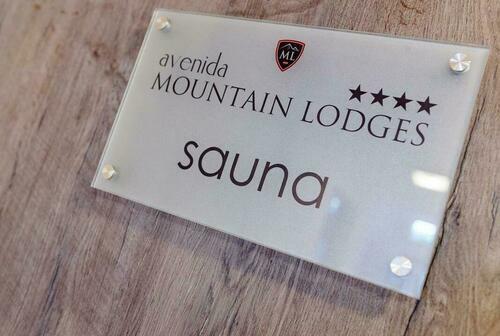 ML
avenida
★★★★
MOUNTAIN LODGES
sauna